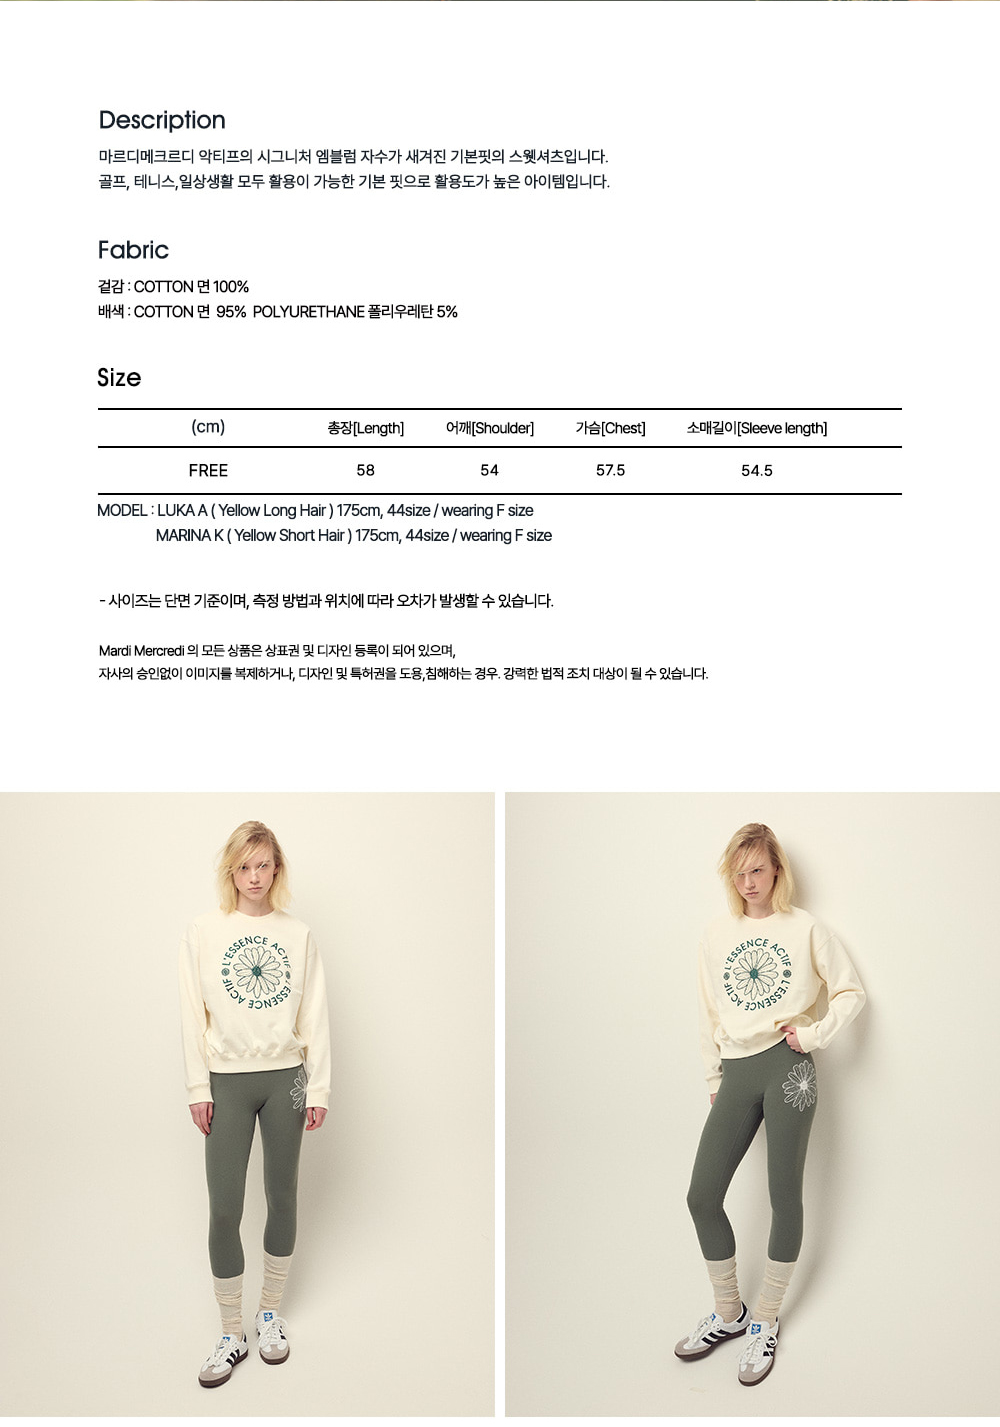 Description
마르디메크르디 악티프의 시그니처 엠블럼 자수가 새겨진 기본핏의 스웻셔츠입니다.
골프, 테니스,일상생활 모두 활용이 가능한 기본 핏으로 활용도가 높은 아이템입니다.
Fabric
겉감 : COTTON 면 100%
배색 : COTTON 면 95% POLYURETHANE 폴리우레탄 5%
Size
(cm) 총장[Length] 어깨[Shoulder] 가슴[Chest] 소매길이[Sleeve length]
FREE 58 54 57.5 54.5
MODEL : LUKA A ( Yellow Long Hair ) 175cm, 44size / wearing F size
MARINA K ( Yellow Short Hair ) 175cm, 44size / wearing F size
- 사이즈는 단면 기준이며, 측정 방법과 위치에 따라 오차가 발생할 수 있습니다.
Mardi Mercredi 의 모든 상품은 상표권 및 디자인 등록이 되어 있으며,
자사의 승인없이 이미지를 복제하거나, 디자인 및 특허권을 도용,침해하는 경우. 강력한 법적 조치 대상이 될 수 있습니다.
L'ESSENCE ACTIF
L'ESSENCE ACTIF
L'ESSENCE ACTIF
L'ESSENCE ACTIF